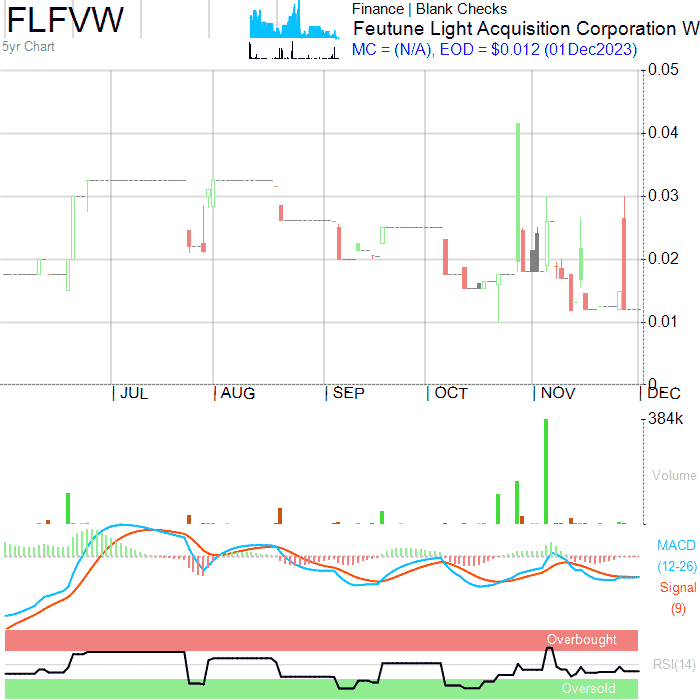 FLFVW
5yr Chart
Finance | Blank Checks
Feutune Light Acquisition Corporation W
MC = (N/A), EOD = $0.012 (01Dec2023)
0.05
0.04
0.03
0.02
0.01
0
JUL AUG SEP OCT NOV DEC
384k
Volume
MACD
(12-26)
Signal
(9)
Overbought
RSI(14)
Oversold